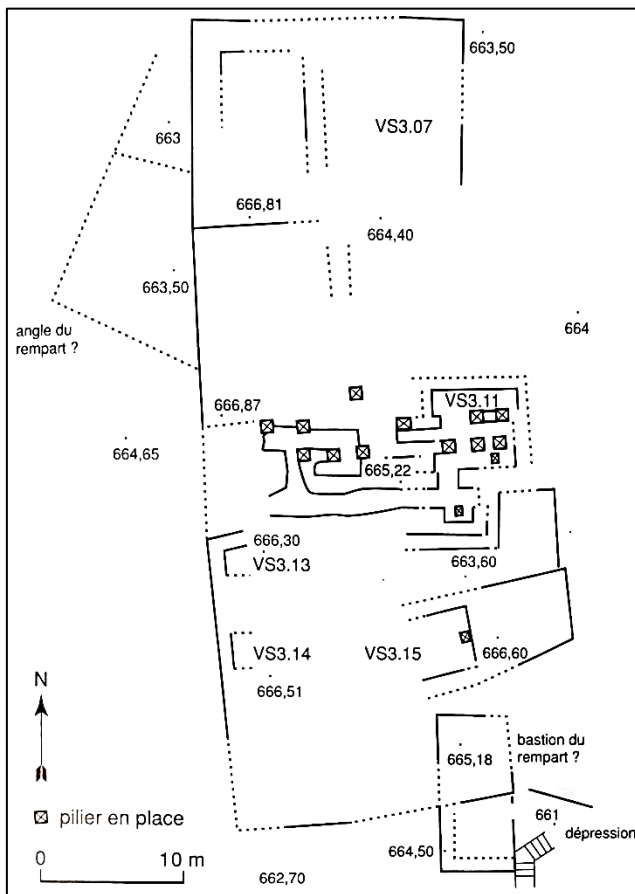 663,50
663
VS3.07
666,81
664,40
663,50
angle du
rempart ?
664
VS3.11
666,87
664,65
665,22
666,30
VS3.13
663,60
VS3.14
VS3.15
666,60
666,51
N
bastion du
rempart ?
665,18
661
pilier en place
dépression
664,50
0 10 m
662,70